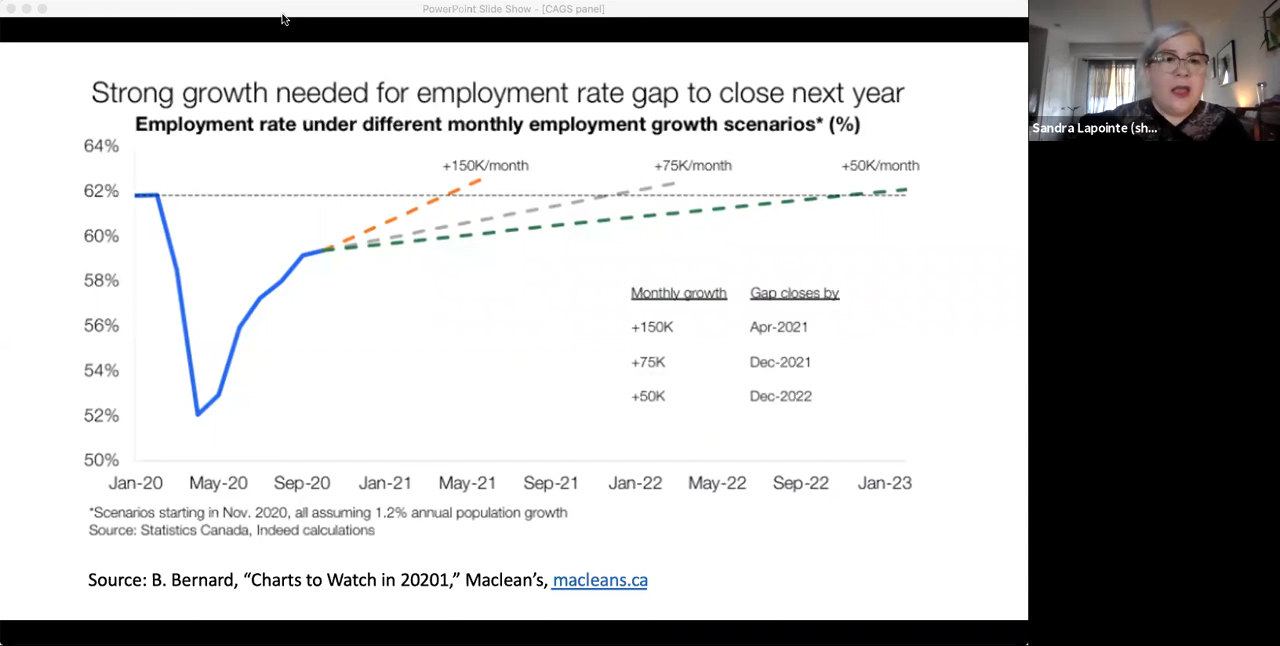 PowerPoint Slide Show - [CAGS panel]
Sandra Lapointe (sh...
Strong growth needed for employment rate gap to close next year
Employment rate under different monthly employment growth scenarios* (%)
64%
62%
60%
58%
56%
54%
52%
50%
+150K/month
+75K/month
+50K/month
Monthly growth Gap closes by
+150K Apr-2021
+75K Dec-2021
+50K Dec-2022
Jan-20 May-20 Sep-20 Jan-21 May-21 Sep-21 Jan-22 May-22 Sep-22 Jan-23
*Scenarios starting in Nov. 2020, all assuming 1.2% annual population growth
Source: Statistics Canada, Indeed calculations
Source: B. Bernard, “Charts to Watch in 20201,” Maclean’s, macleans.ca